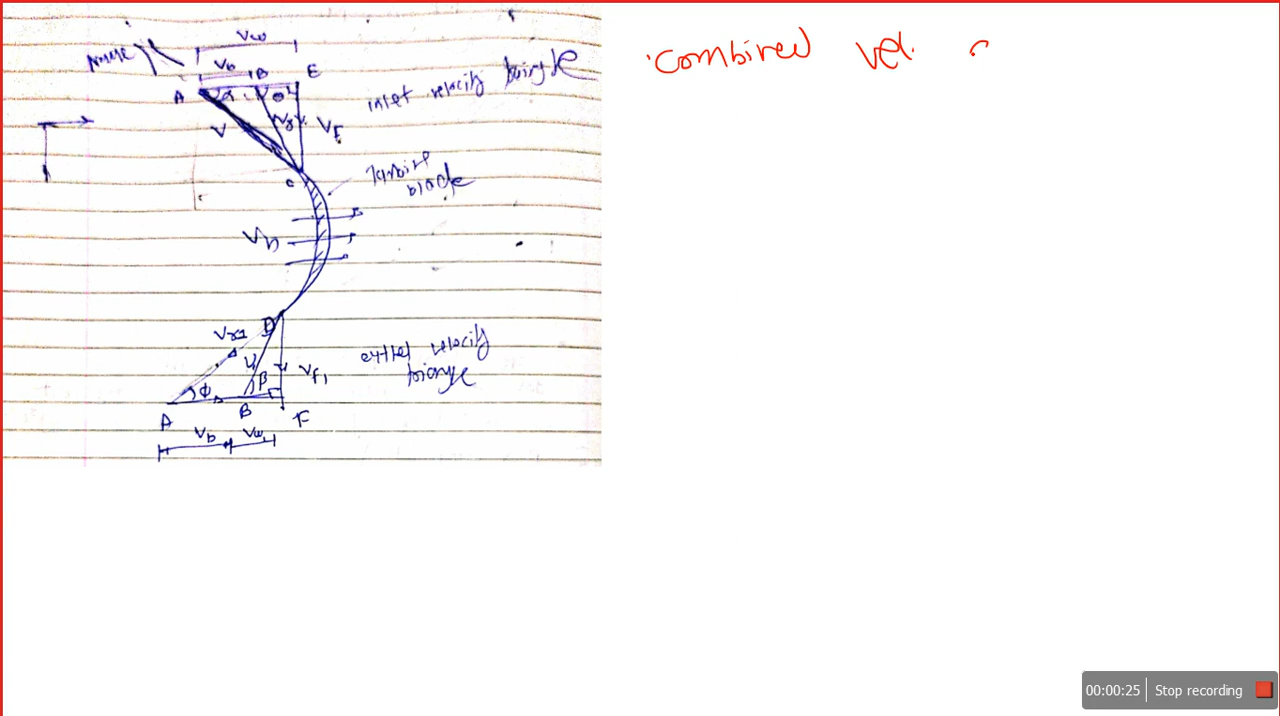 Combined vel.
Nozzle
Vw
Vb
B
E
A
α
θ
inlet velocity triangle
V
Vr
Vf
C
Turbine
blade
Vb
D
Vr1
V1
outlet velocity
triangle
Vf1
ϕ
β
A
B
F
Vb
Vw1
00:00:25
Stop recording